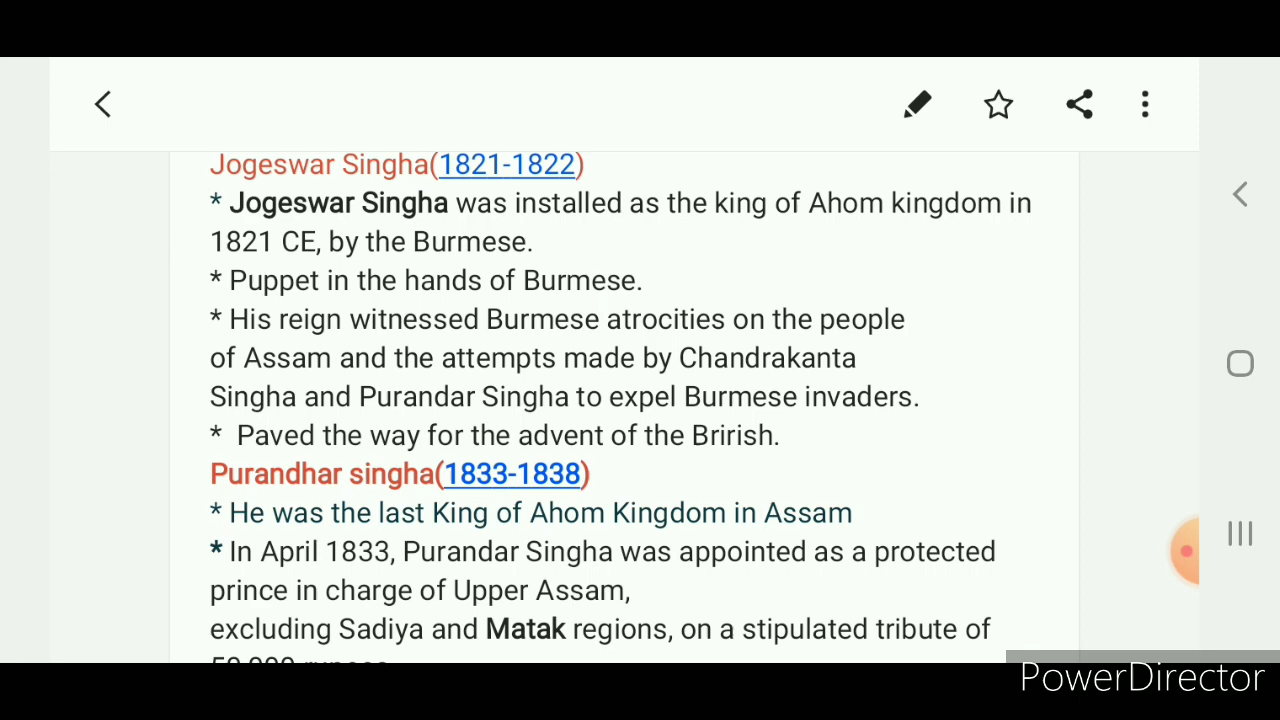 Jogeswar Singha(1821-1822)
* Jogeswar Singha was installed as the king of Ahom kingdom in
1821 CE, by the Burmese.
* Puppet in the hands of Burmese.
* His reign witnessed Burmese atrocities on the people
of Assam and the attempts made by Chandrakanta
Singha and Purandar Singha to expel Burmese invaders.
* Paved the way for the advent of the Brirish.
Purandhar singha(1833-1838)
* He was the last King of Ahom Kingdom in Assam
* In April 1833, Purandar Singha was appointed as a protected
prince in charge of Upper Assam,
excluding Sadiya and Matak regions, on a stipulated tribute of
PowerDirector